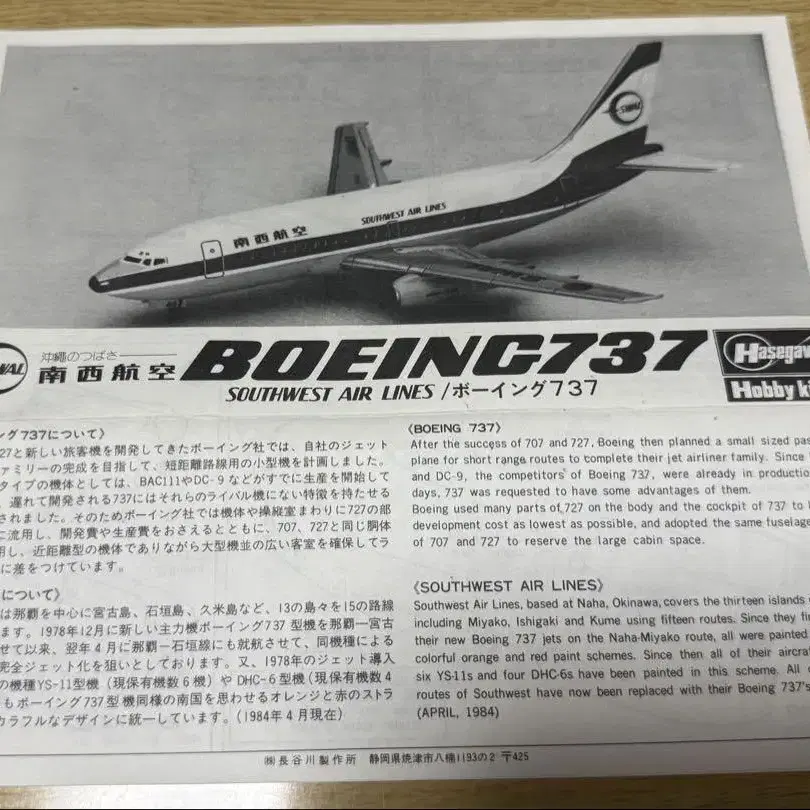 SWAL
南西航空
SOUTHWEST AIR LINES
沖縄のつばさ
南西航空
BOEING737
SOUTHWEST AIR LINES/ボーイング737
Hasegaw
Hobby k
ング737について》
27と新しい旅客機を開発してきたボーイング社では、自社のジェット
ファミリーの完成を目指して、短距離路線用の小型機を計画しました。
タイプの機体としては、BAC111やDC-9などがすでに生産を開始して
、遅れて開発される737にはそれらのライバル機にない特徴を持たせる
されました。そのためボーイング社では機体や操縦室まわりに727の部
に流用し、開発費や生産費をおさえるとともに、707、727と同じ胴体
用し、近距離型の機体でありながら大型機並の広い客室を確保してラ
に差をつけています。
《BOEING 737》
After the success of 707 and 727, Boeing then planned a small sized pas
plane for short range routes to complete their jet airliner family. Since
and DC-9, the competitors of Boeing 737, were already in production
days, 737 was requested to have some advantages of them.
Boeing used many parts of 727 on the body and the cockpit of 737 to
development cost as lowest as possible, and adopted the same fuselage
of 707 and 727 to reserve the large cabin space.
について》
は那覇を中心に宮古島、石垣島、久米島など、13の島々を15の路線
ます。1978年12月に新しい主力機ボーイング737型機を那覇—宮古
せて以来、翌年4月に那覇—石垣線にも就航させて、同機種による
完全ジェット化を狙いとしております。又、1978年のジェット導入
の機種YS-11型機(現保有機数6機)やDHC-6型機(現保有機数4
もボーイング737型機同様の南国を思わせるオレンジと赤のストラ
カラフルなデザインに統一しています。(1984年4月現在)
《SOUTHWEST AIR LINES》
Southwest Air Lines, based at Naha, Okinawa, covers the thirteen islands
including Miyako, Ishigaki and Kume using fifteen routes. Since they fi
their new Boeing 737 jets on the Naha-Miyako route, all were painted
colorful orange and red paint schemes. Since then all of their aircraf
six YS-11s and four DHC-6s have been painted in this scheme. All
routes of Southwest have now been replaced with their Boeing 737's
(APRIL, 1984)
㈱長谷川製作所 静岡県焼津市八楠1193の2 〒425